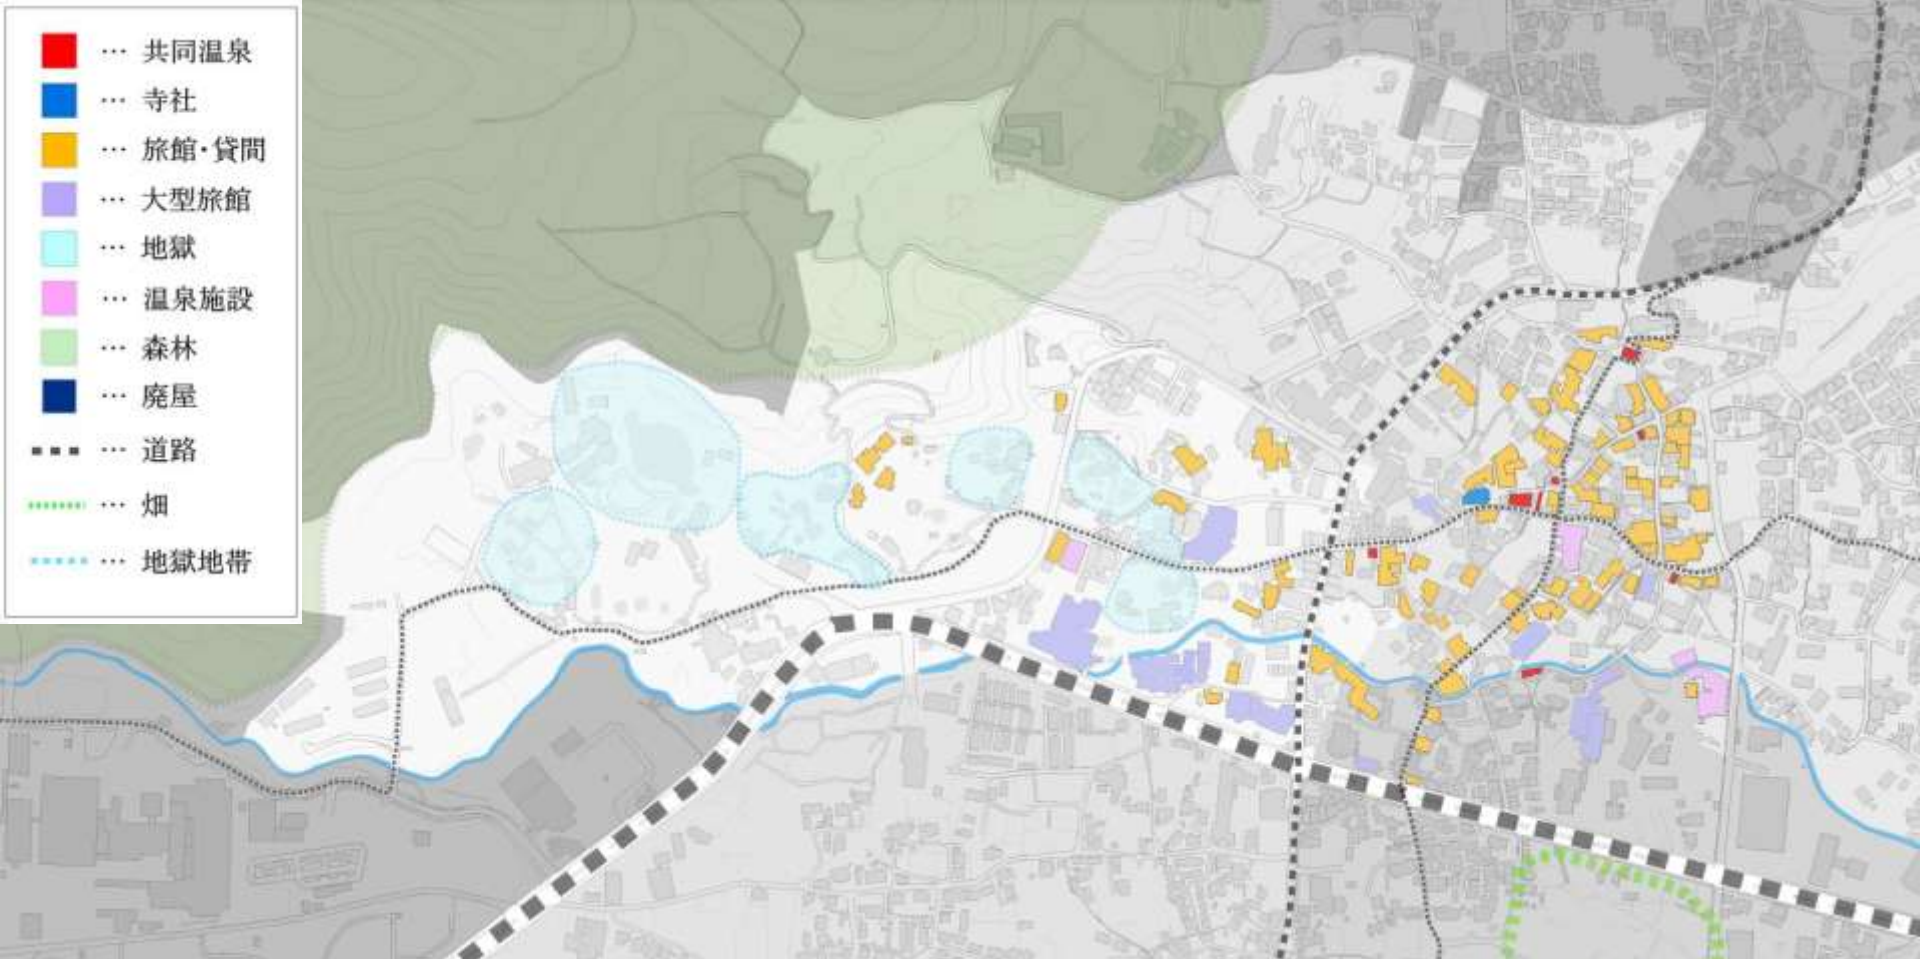 … 共同温泉
… 寺社
… 旅館・貸間
… 大型旅館
… 地獄
… 温泉施設
… 森林
… 廃屋
… 道路
… 畑
… 地獄地帯